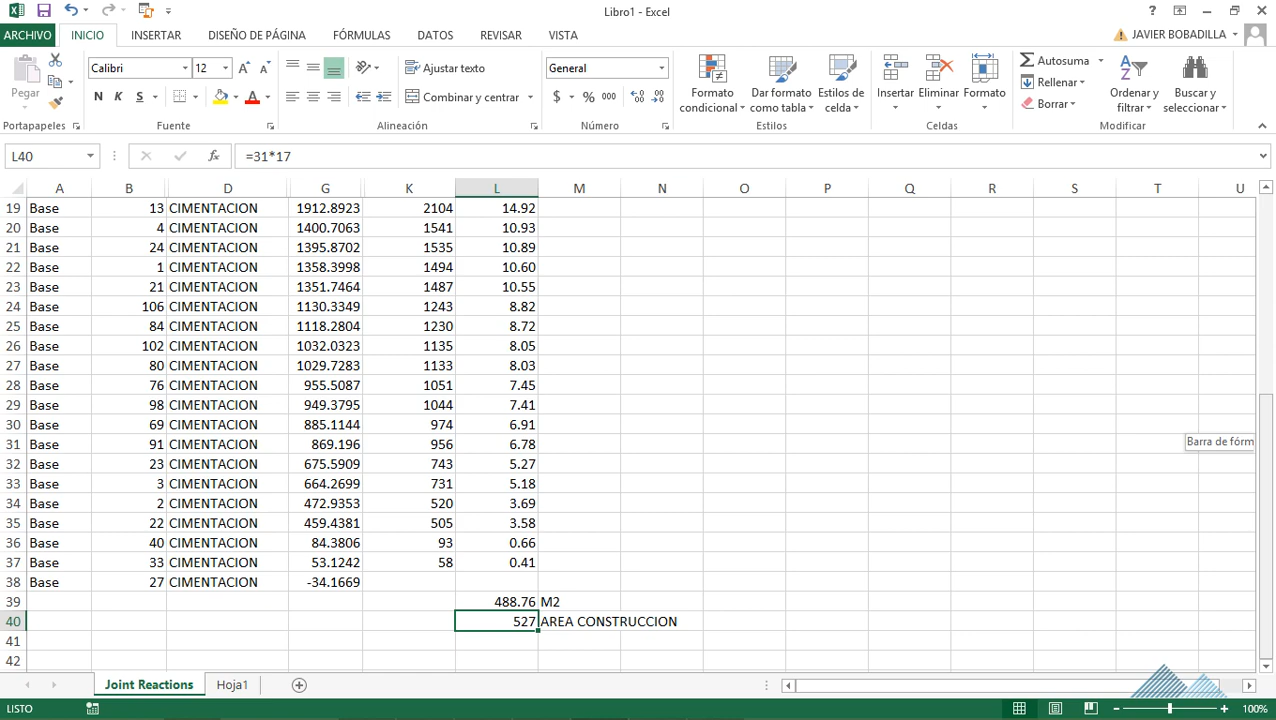 Libro1 - Excel
ARCHIVO INICIO INSERTAR DISEÑO DE PÁGINA FÓRMULAS DATOS REVISAR VISTA JAVIER BOBADILLA
Pegar
Calibri 12
N K S
Ajustar texto
Combinar y centrar
General
$ % 000
Formato condicional
Dar formato como tabla
Estilos de celda
Insertar
Eliminar
Formato
Autosuma
Rellenar
Borrar
Ordenar y filtrar
Buscar y seleccionar
Portapapeles Fuente Alineación Número Estilos Celdas Modificar
L40 =31*17
A B D G K L M N O P Q R S T U
19 Base 13 CIMENTACION 1912.8923 2104 14.92
20 Base 4 CIMENTACION 1400.7063 1541 10.93
21 Base 24 CIMENTACION 1395.8702 1535 10.89
22 Base 1 CIMENTACION 1358.3998 1494 10.60
23 Base 21 CIMENTACION 1351.7464 1487 10.55
24 Base 106 CIMENTACION 1130.3349 1243 8.82
25 Base 84 CIMENTACION 1118.2804 1230 8.72
26 Base 102 CIMENTACION 1032.0323 1135 8.05
27 Base 80 CIMENTACION 1029.7283 1133 8.03
28 Base 76 CIMENTACION 955.5087 1051 7.45
29 Base 98 CIMENTACION 949.3795 1044 7.41
30 Base 69 CIMENTACION 885.1144 974 6.91
31 Base 91 CIMENTACION 869.196 956 6.78 Barra de fórm
32 Base 23 CIMENTACION 675.5909 743 5.27
33 Base 3 CIMENTACION 664.2699 731 5.18
34 Base 2 CIMENTACION 472.9353 520 3.69
35 Base 22 CIMENTACION 459.4381 505 3.58
36 Base 40 CIMENTACION 84.3806 93 0.66
37 Base 33 CIMENTACION 53.1242 58 0.41
38 Base 27 CIMENTACION -34.1669
39 488.76 M2
40 527 AREA CONSTRUCCION
41
42
Joint Reactions Hoja1
LISTO 100%